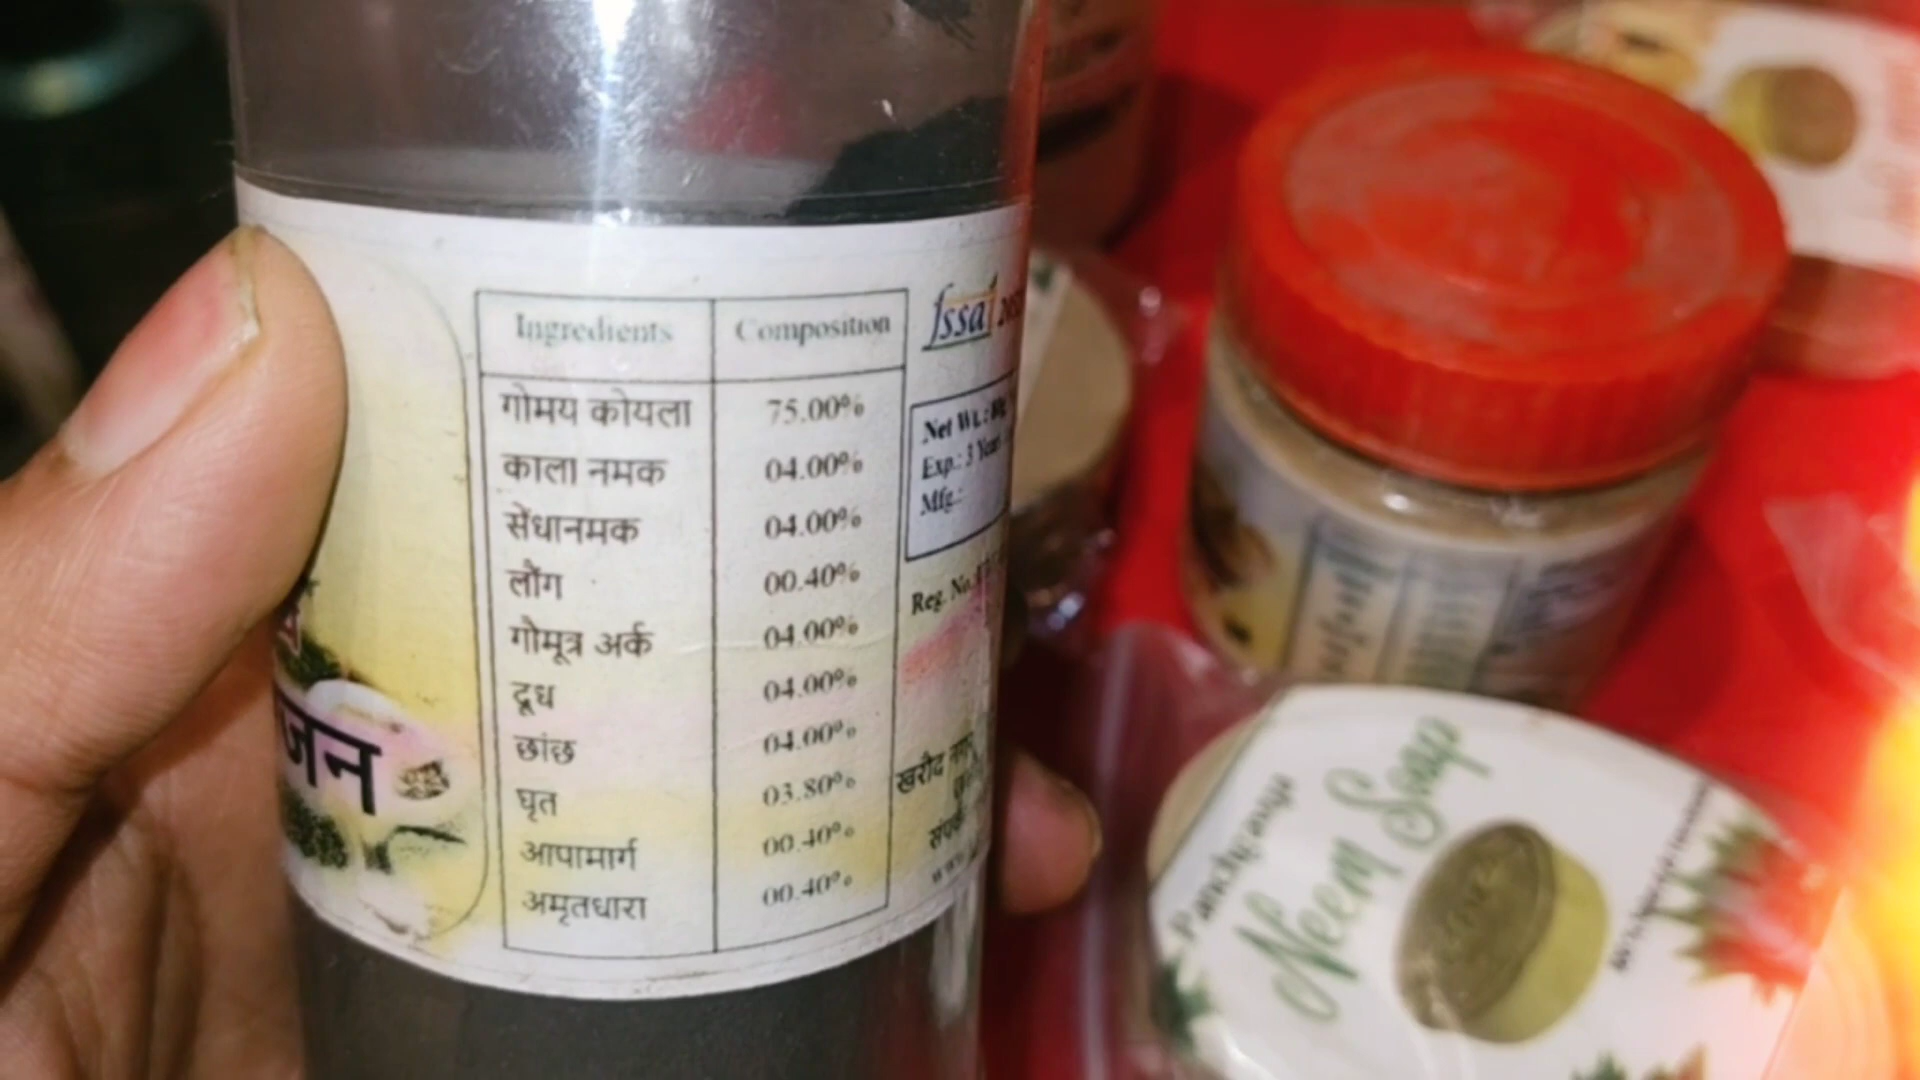 Ingredients Composition
गोमय कोयला 75.00%
काला नमक 04.00%
सेंधानमक 04.00%
लौंग 00.40%
गौमूत्र अर्क 04.00%
दूध 04.00%
छांछ 04.00%
घृत 03.80%
आपामार्ग 00.40%
अमृतधारा 00.40%
fssai
Net Wt.:
Exp.: 3 Year
Mfg.:
Reg. No.
खरीद
जन
Panchgavya
Neem Soap